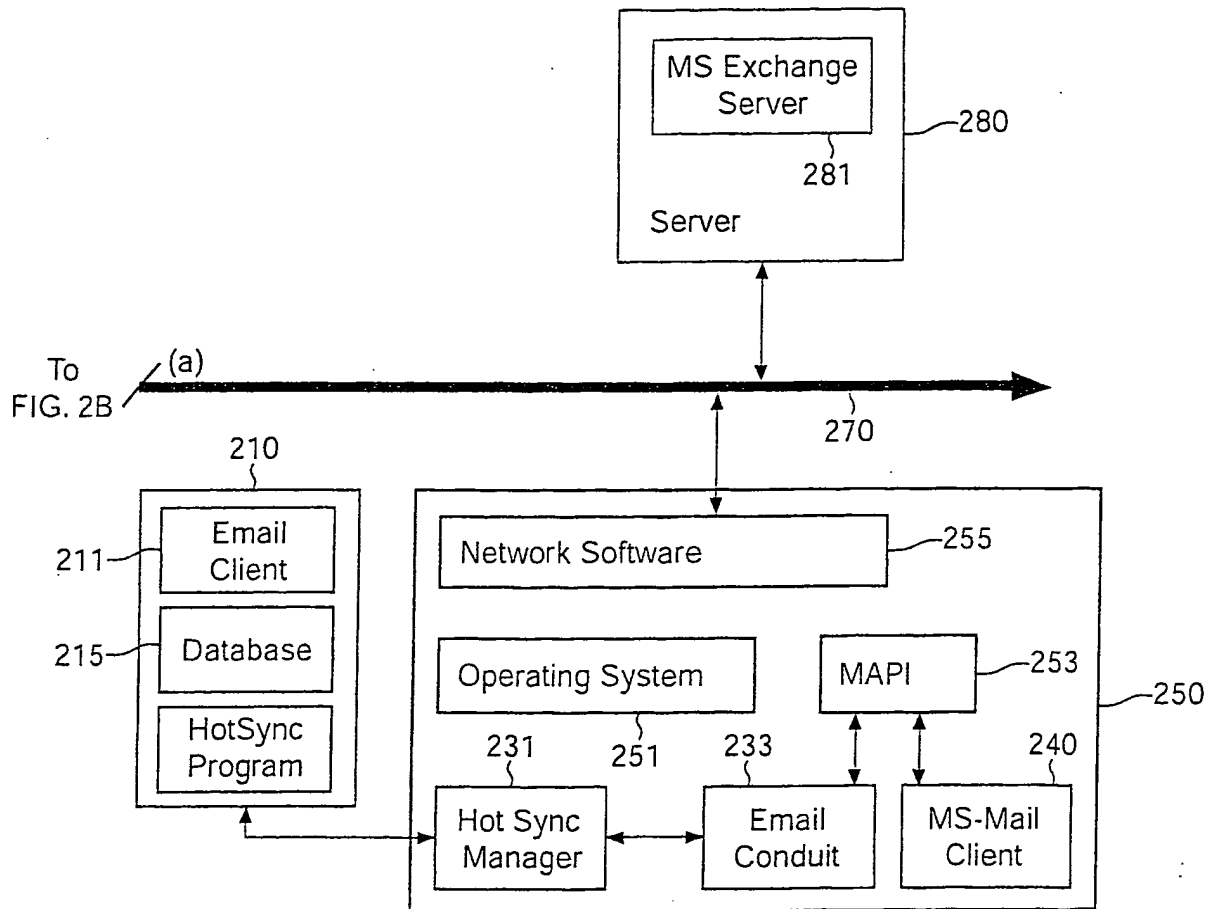 MS Exchange
Server
281
280
Server
To
FIG. 2B
(a)
270
210
Email
Client
211
Database
215
HotSync
Program
Network Software
255
Operating System
251
MAPI
253
250
231
Hot Sync
Manager
233
Email
Conduit
240
MS-Mail
Client